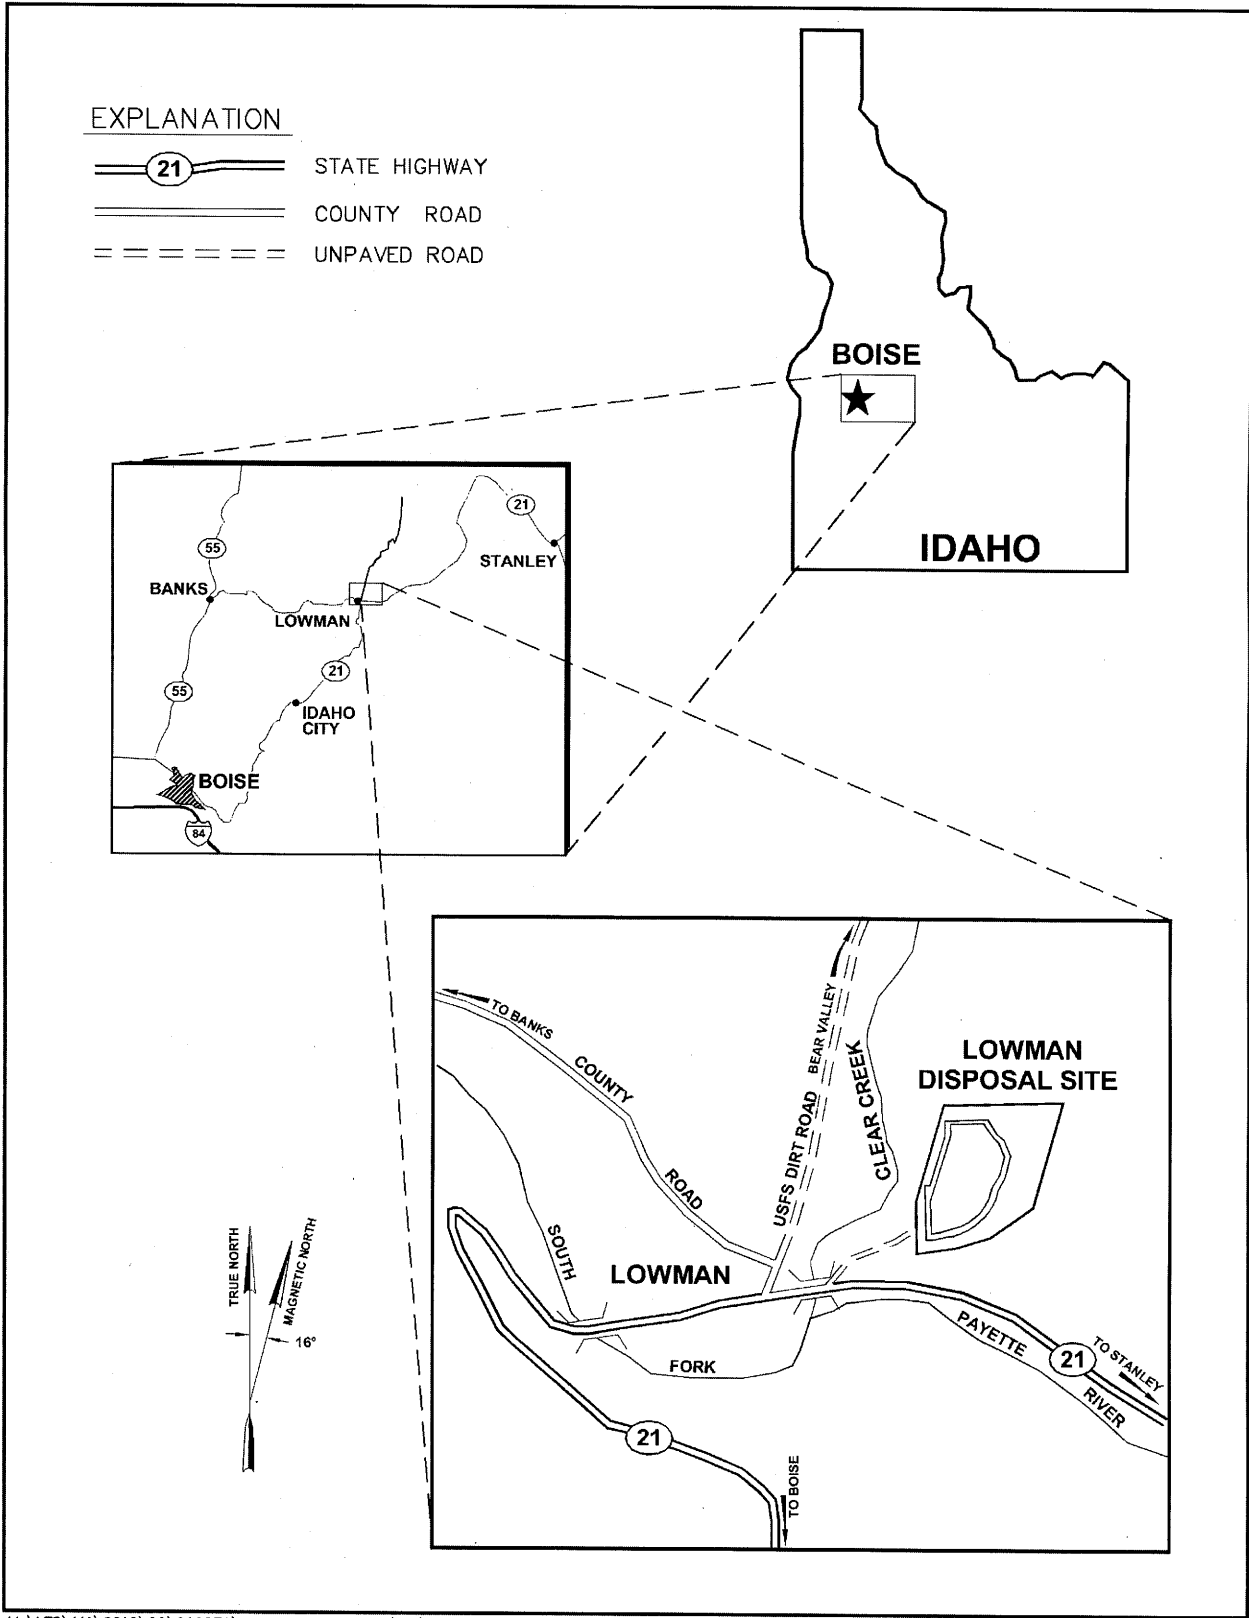 EXPLANATION
21
STATE HIGHWAY
COUNTY ROAD
UNPAVED ROAD
BOISE
IDAHO
55
21
STANLEY
BANKS
LOWMAN
21
55
IDAHO
CITY
BOISE
84
TO BANKS
COUNTY
ROAD
USFS DIRT ROAD
BEAR VALLEY
CLEAR CREEK
LOWMAN
DISPOSAL SITE
SOUTH
LOWMAN
FORK
PAYETTE
RIVER
21
TO STANLEY
21
TO BOISE
TRUE NORTH
MAGNETIC NORTH
16°